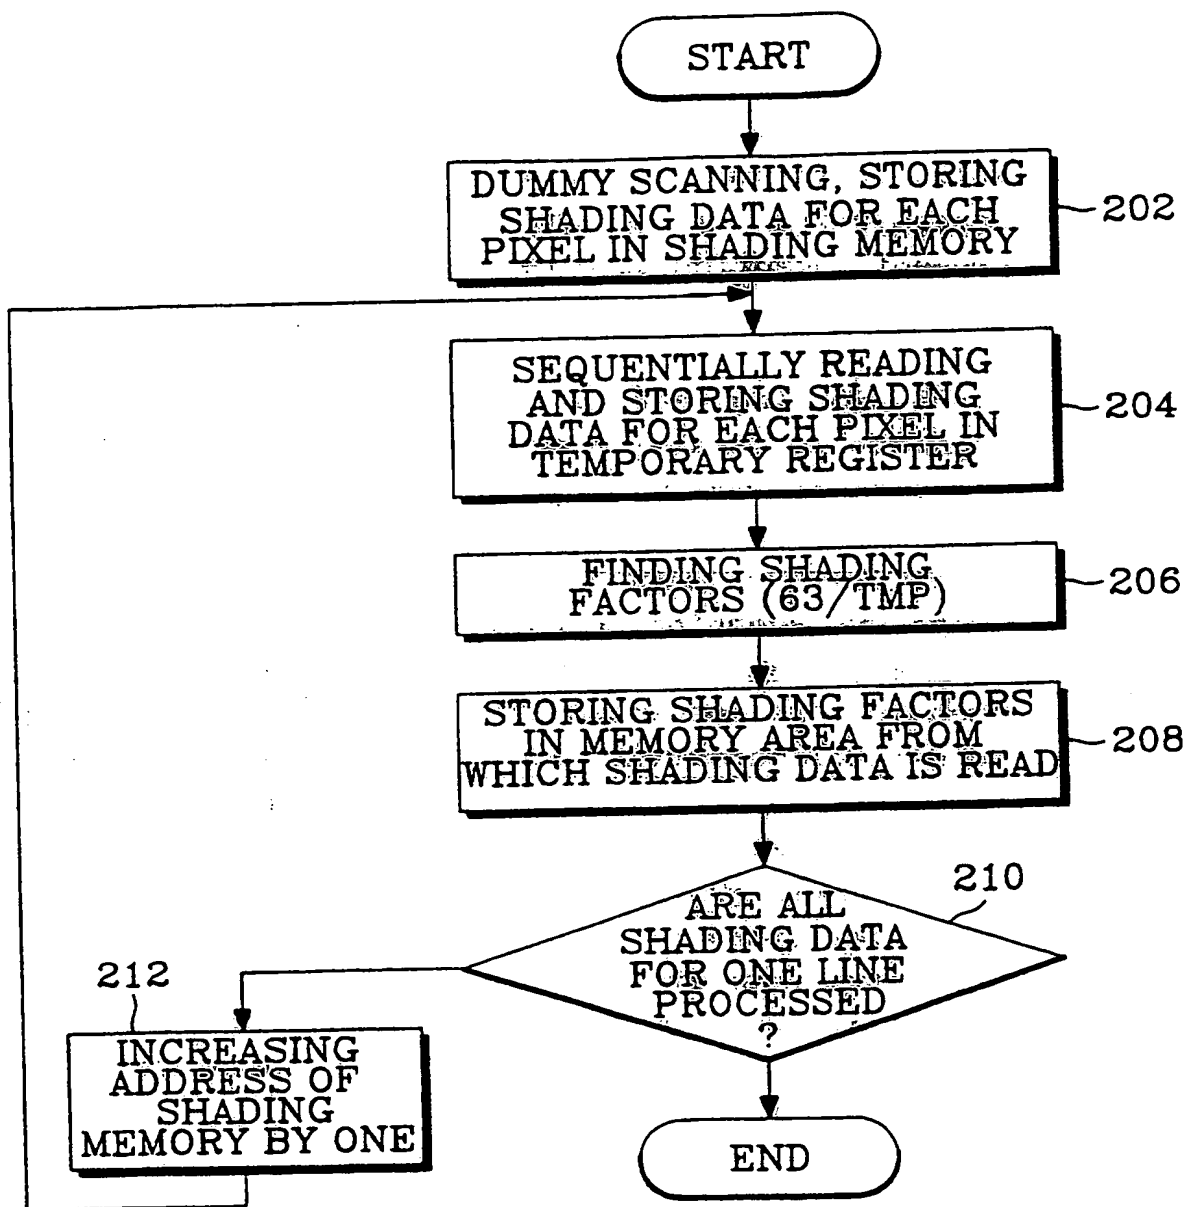 START
DUMMY SCANNING, STORING
SHADING DATA FOR EACH
PIXEL IN SHADING MEMORY
202
SEQUENTIALLY READING
AND STORING SHADING
DATA FOR EACH PIXEL IN
TEMPORARY REGISTER
204
FINDING SHADING
FACTORS (63/TMP)
206
STORING SHADING FACTORS
IN MEMORY AREA FROM
WHICH SHADING DATA IS READ
208
210
ARE ALL
SHADING DATA
FOR ONE LINE
PROCESSED
?
212
INCREASING
ADDRESS OF
SHADING
MEMORY BY ONE
END